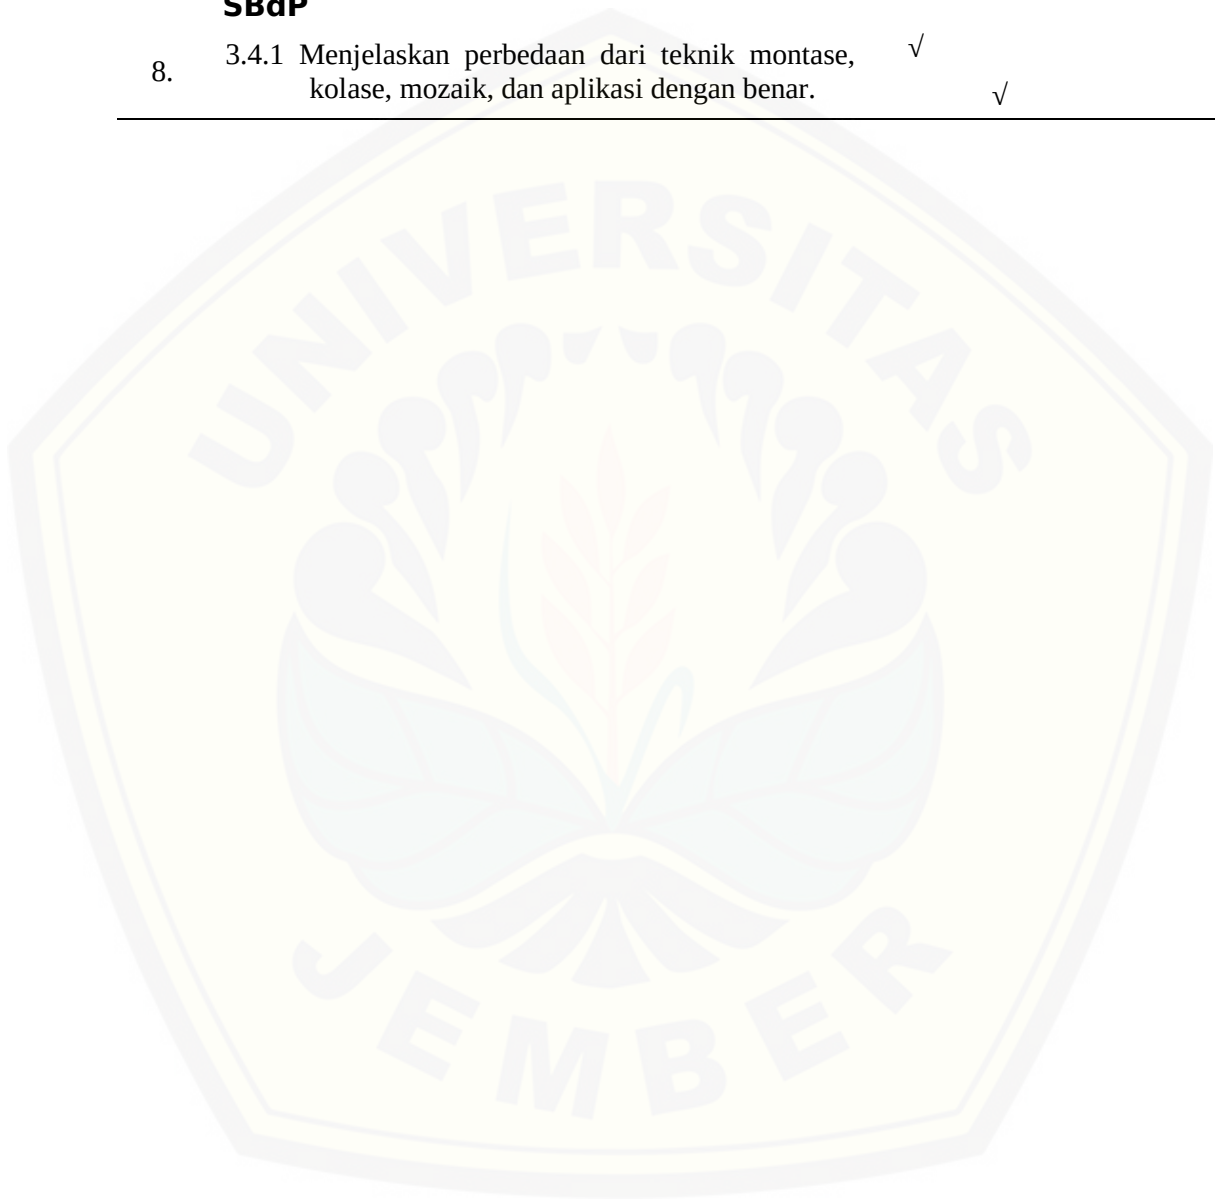 SBdP
8. 3.4.1 Menjelaskan perbedaan dari teknik montase, √
kolase, mozaik, dan aplikasi dengan benar. √
UNIVERSITAS
JEMBER